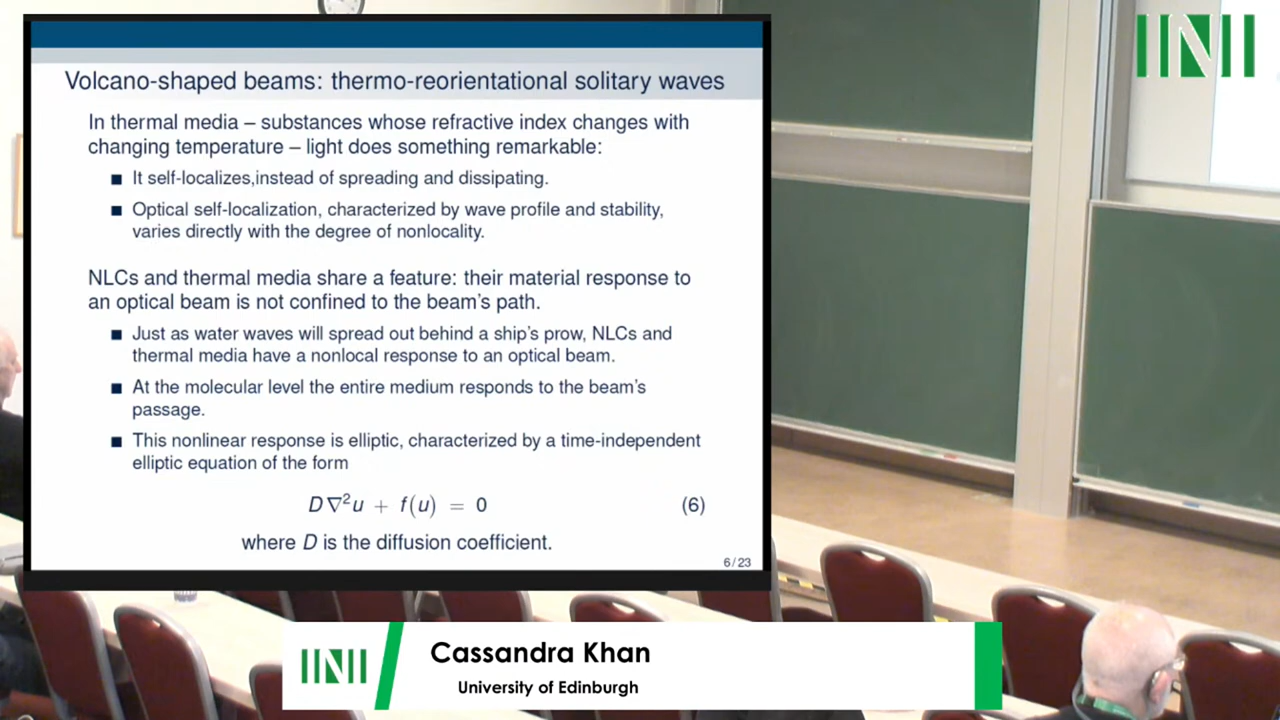 Volcano-shaped beams: thermo-reorientational solitary waves
In thermal media – substances whose refractive index changes with
changing temperature – light does something remarkable:
■ It self-localizes,instead of spreading and dissipating.
■ Optical self-localization, characterized by wave profile and stability,
varies directly with the degree of nonlocality.
NLCs and thermal media share a feature: their material response to
an optical beam is not confined to the beam's path.
■ Just as water waves will spread out behind a ship's prow, NLCs and
thermal media have a nonlocal response to an optical beam.
■ At the molecular level the entire medium responds to the beam's
passage.
■ This nonlinear response is elliptic, characterized by a time-independent
elliptic equation of the form
D∇²u + f(u) = 0 (6)
where D is the diffusion coefficient.
6/23
INI
INI
Cassandra Khan
University of Edinburgh